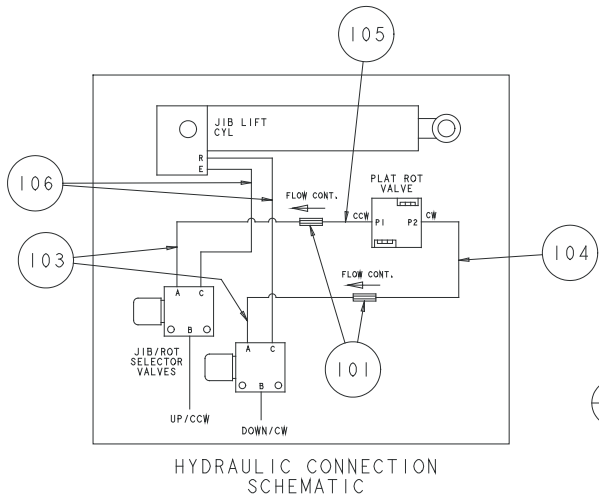 105
JIB LIFT
CYL
R
E
106
PLAT ROT
VALVE
FLOW CONT.
CCW
P1
P2
CW
103
104
FLOW CONT.
A
C
B
A
C
B
101
JIB/ROT
SELECTOR
VALVES
UP/CCW
DOWN/CW
HYDRAULIC CONNECTION
SCHEMATIC